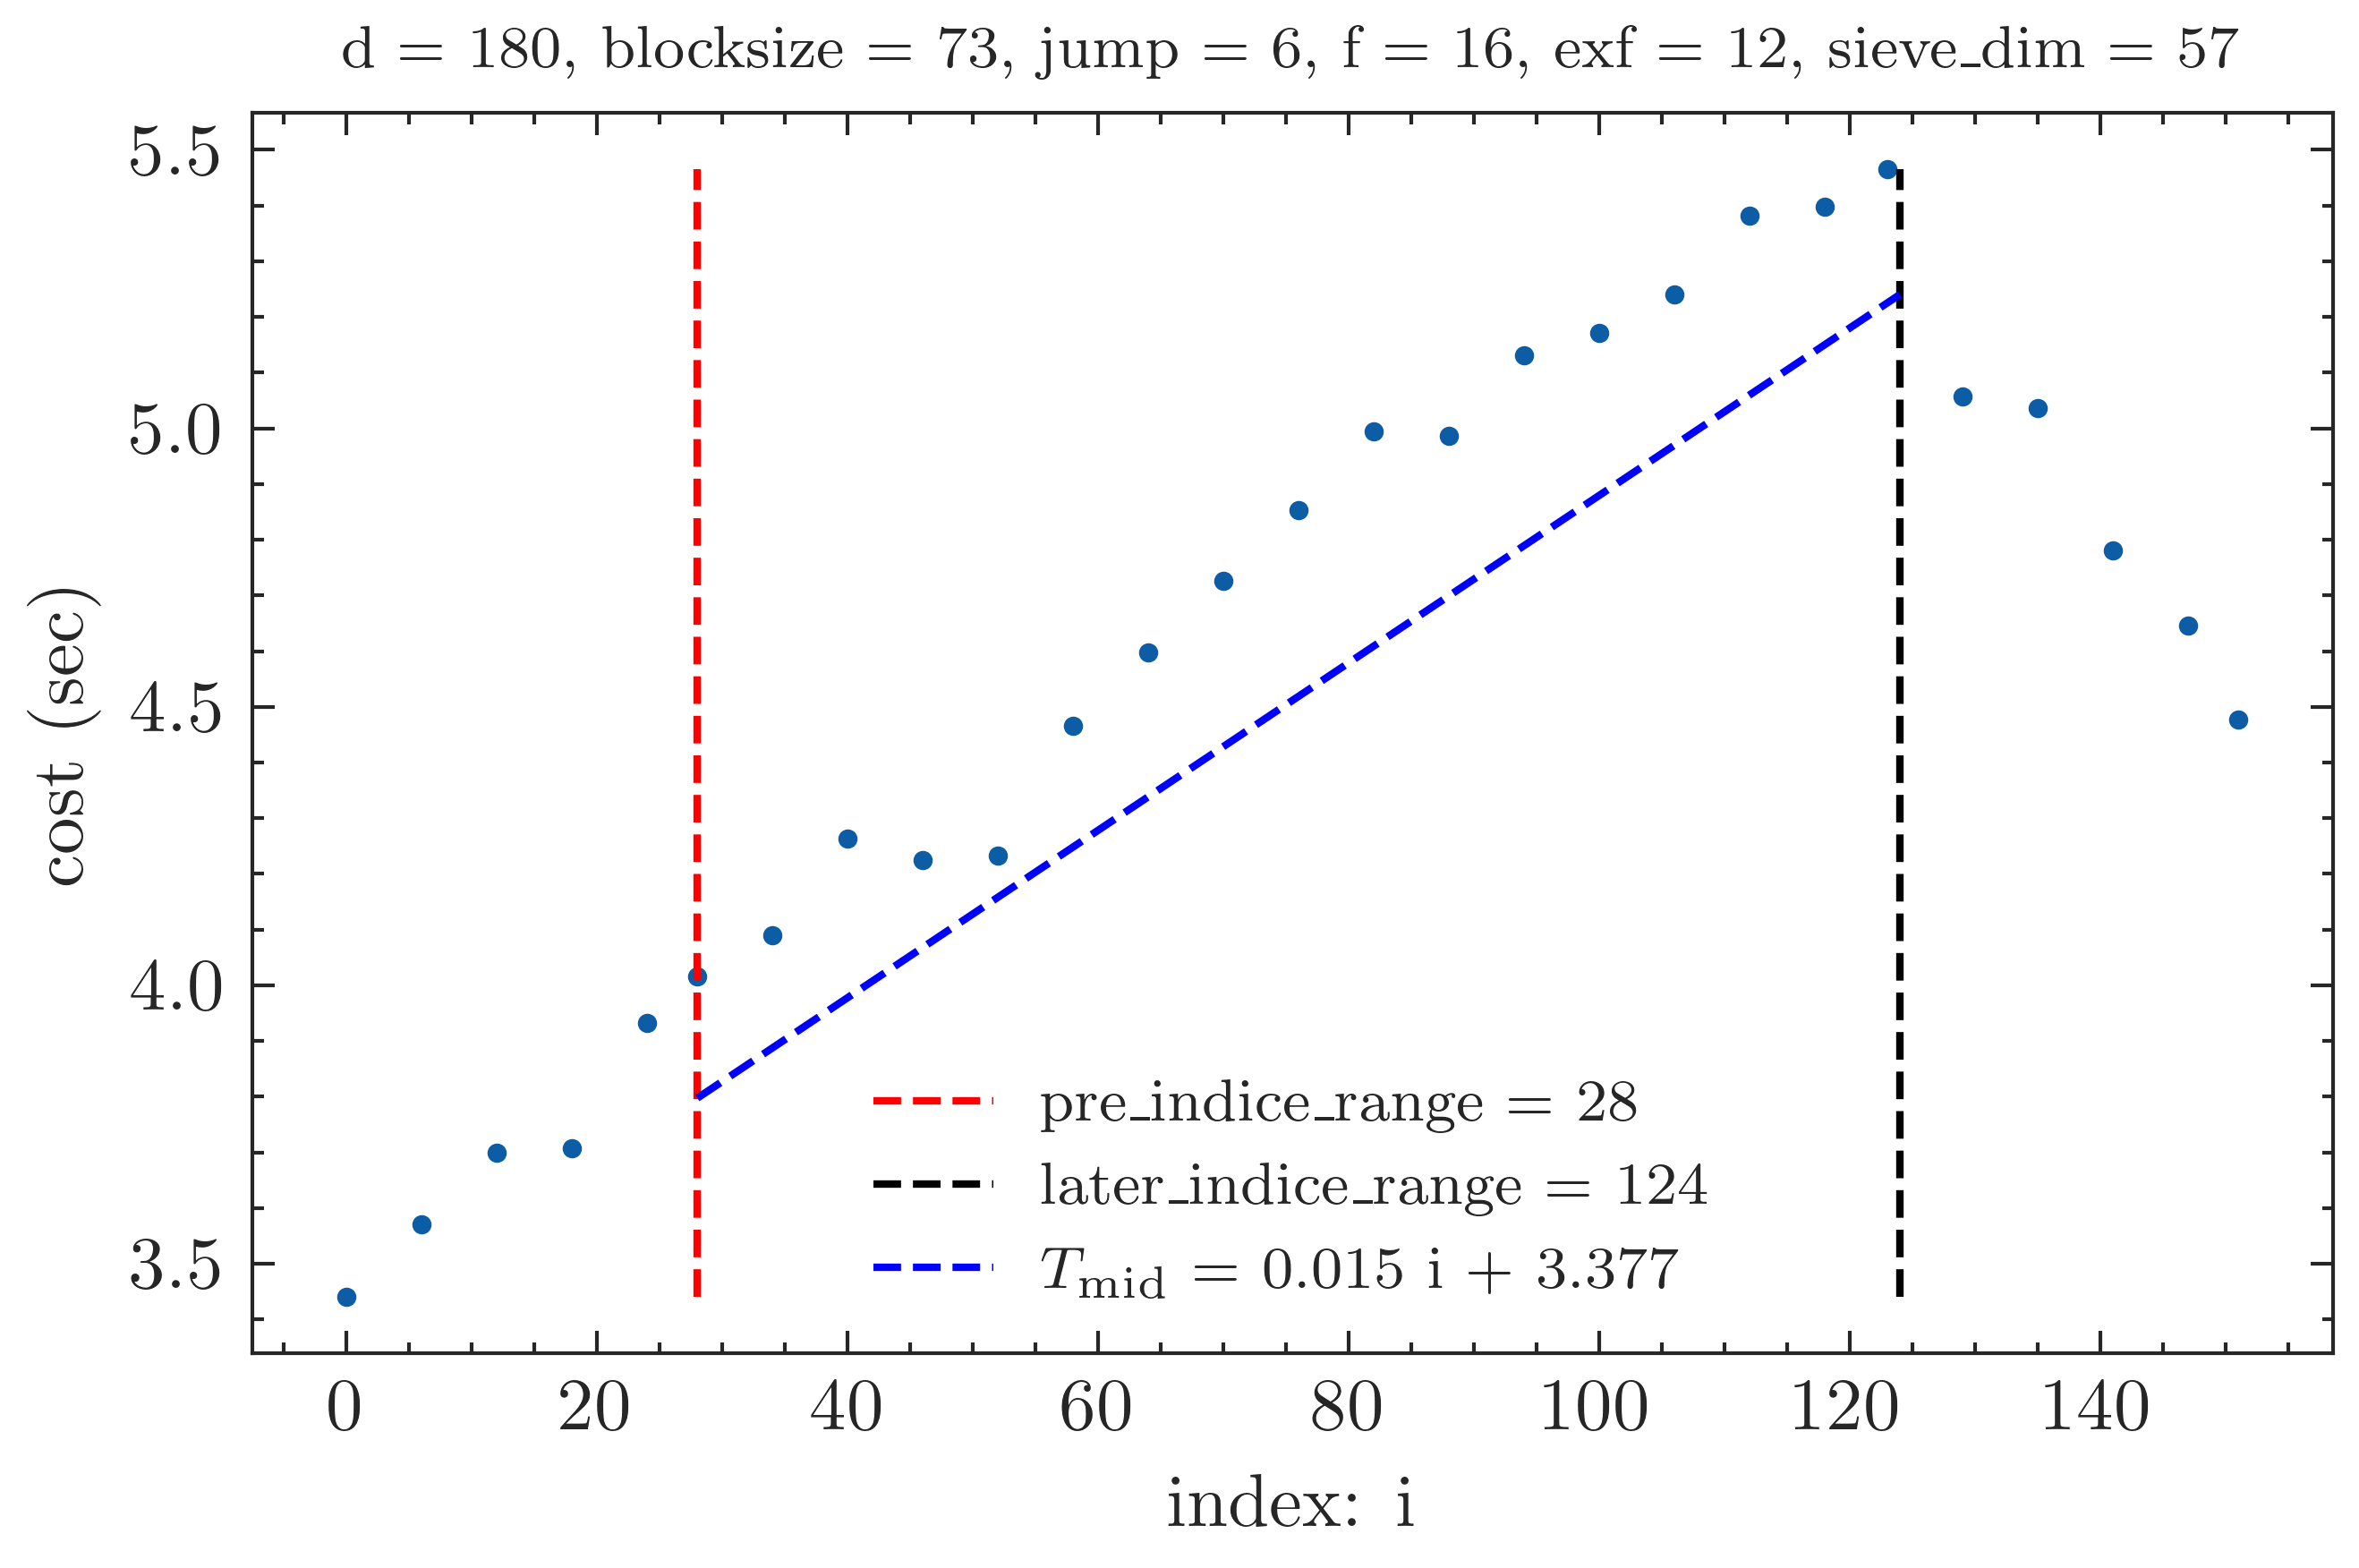 d = 180, blocksize = 73, jump = 6, f = 16, exf = 12, sieve_dim = 57
5.5
5.0
4.5
4.0
3.5
cost (sec)
pre_indice_range = 28
later_indice_range = 124
T_mid = 0.015 i + 3.377
0 20 40 60 80 100 120 140
index: i